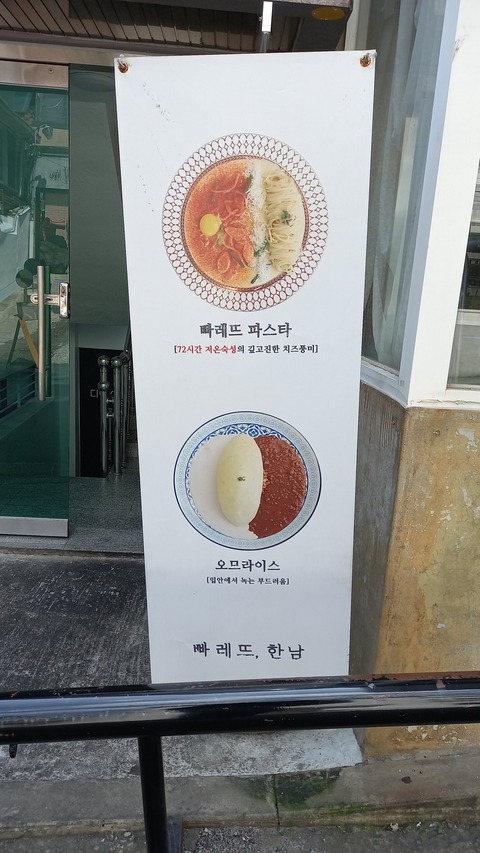 빠레뜨 파스타
[72시간 저온숙성의 깊고진한 치즈풍미]
오므라이스
[입안에서 녹는 부드러움]
빠레뜨, 한남